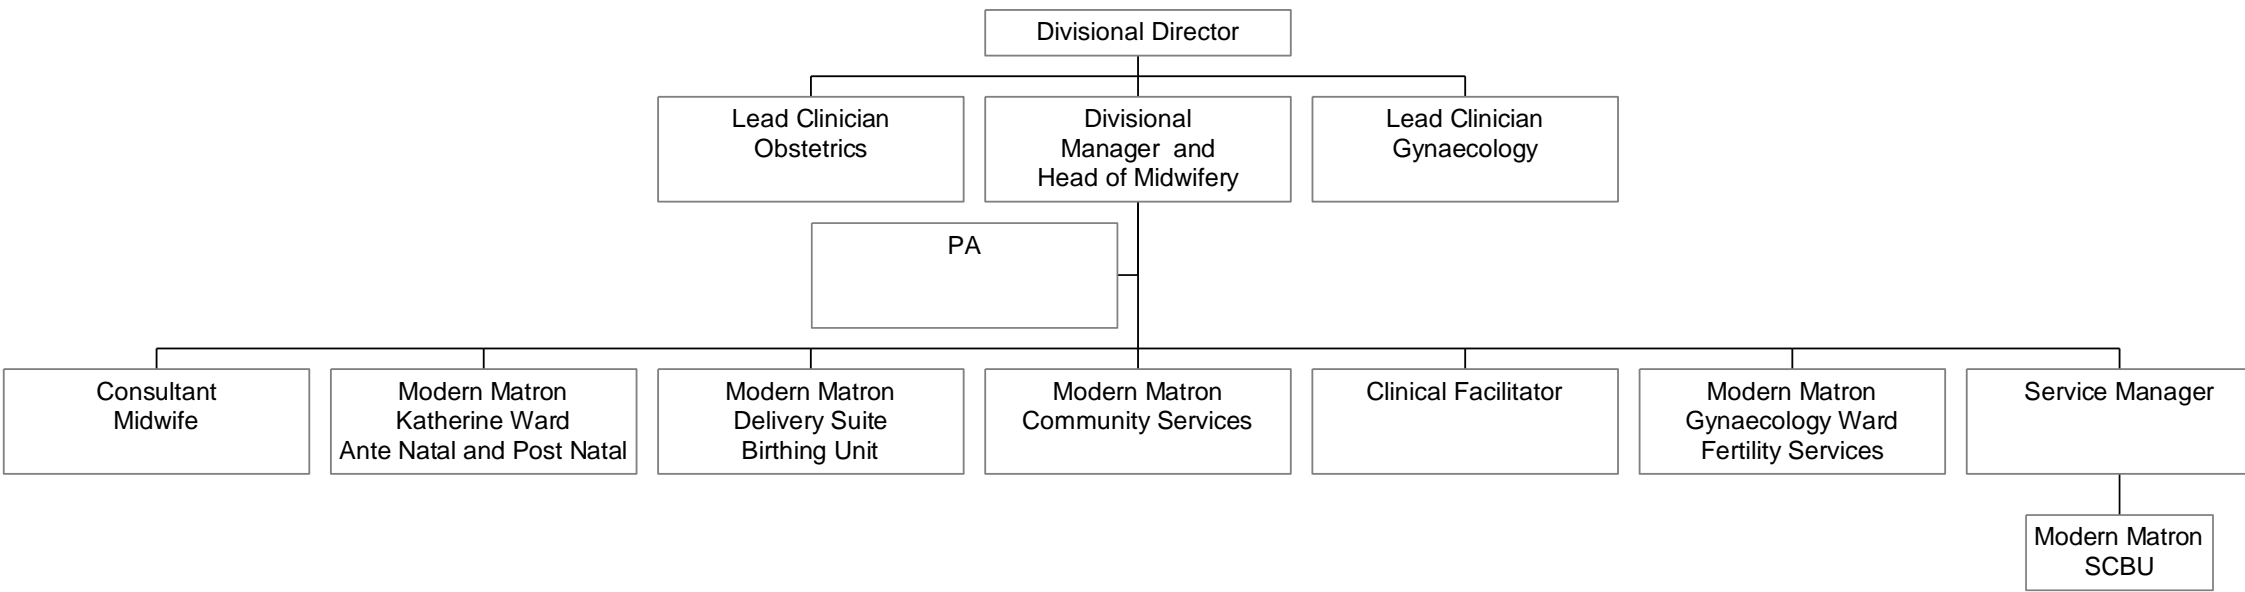 Divisional Director
Lead Clinician
Obstetrics
Divisional
Manager and
Head of Midwifery
Lead Clinician
Gynaecology
PA
Consultant
Midwife
Modern Matron
Katherine Ward
Ante Natal and Post Natal
Modern Matron
Delivery Suite
Birthing Unit
Modern Matron
Community Services
Clinical Facilitator
Modern Matron
Gynaecology Ward
Fertility Services
Service Manager
Modern Matron
SCBU